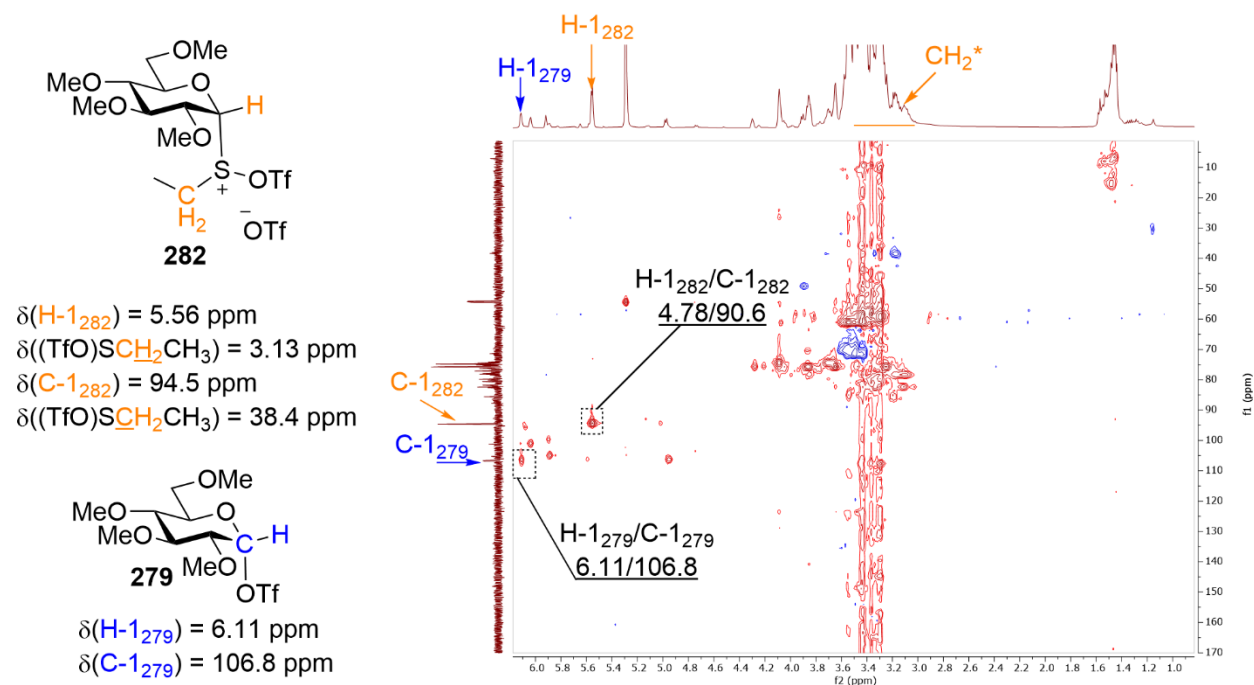 OMe
MeO
MeO
O
H
OMe
S
+
OTf
C
H2
−OTf
282
δ(H-1282) = 5.56 ppm
δ((TfO)SCH2CH3) = 3.13 ppm
δ(C-1282) = 94.5 ppm
δ((TfO)SCH2CH3) = 38.4 ppm
OMe
MeO
MeO
O
C
H
279
OMe
OTf
δ(H-1279) = 6.11 ppm
δ(C-1279) = 106.8 ppm
H-1279
H-1282
CH2*
C-1282
C-1279
H-1282/C-1282
4.78/90.6
H-1279/C-1279
6.11/106.8
10
20
30
40
50
60
70
80
90
100
110
120
130
140
150
160
170
f1 (ppm)
6.0 5.8 5.6 5.4 5.2 5.0 4.8 4.6 4.4 4.2 4.0 3.8 3.6 3.4 3.2 3.0 2.8 2.6 2.4 2.2 2.0 1.8 1.6 1.4 1.2 1.0
f2 (ppm)